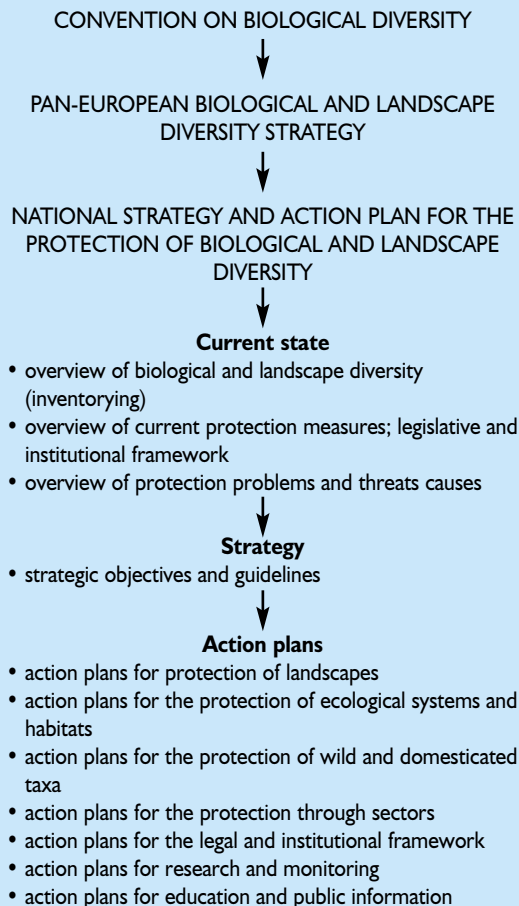 CONVENTION ON BIOLOGICAL DIVERSITY
PAN-EUROPEAN BIOLOGICAL AND LANDSCAPE
DIVERSITY STRATEGY
NATIONAL STRATEGY AND ACTION PLAN FOR THE
PROTECTION OF BIOLOGICAL AND LANDSCAPE
DIVERSITY
Current state
• overview of biological and landscape diversity
(inventorying)
• overview of current protection measures; legislative and
institutional framework
• overview of protection problems and threats causes
Strategy
• strategic objectives and guidelines
Action plans
• action plans for protection of landscapes
• action plans for the protection of ecological systems and
habitats
• action plans for the protection of wild and domesticated
taxa
• action plans for the protection through sectors
• action plans for the legal and institutional framework
• action plans for research and monitoring
• action plans for education and public information